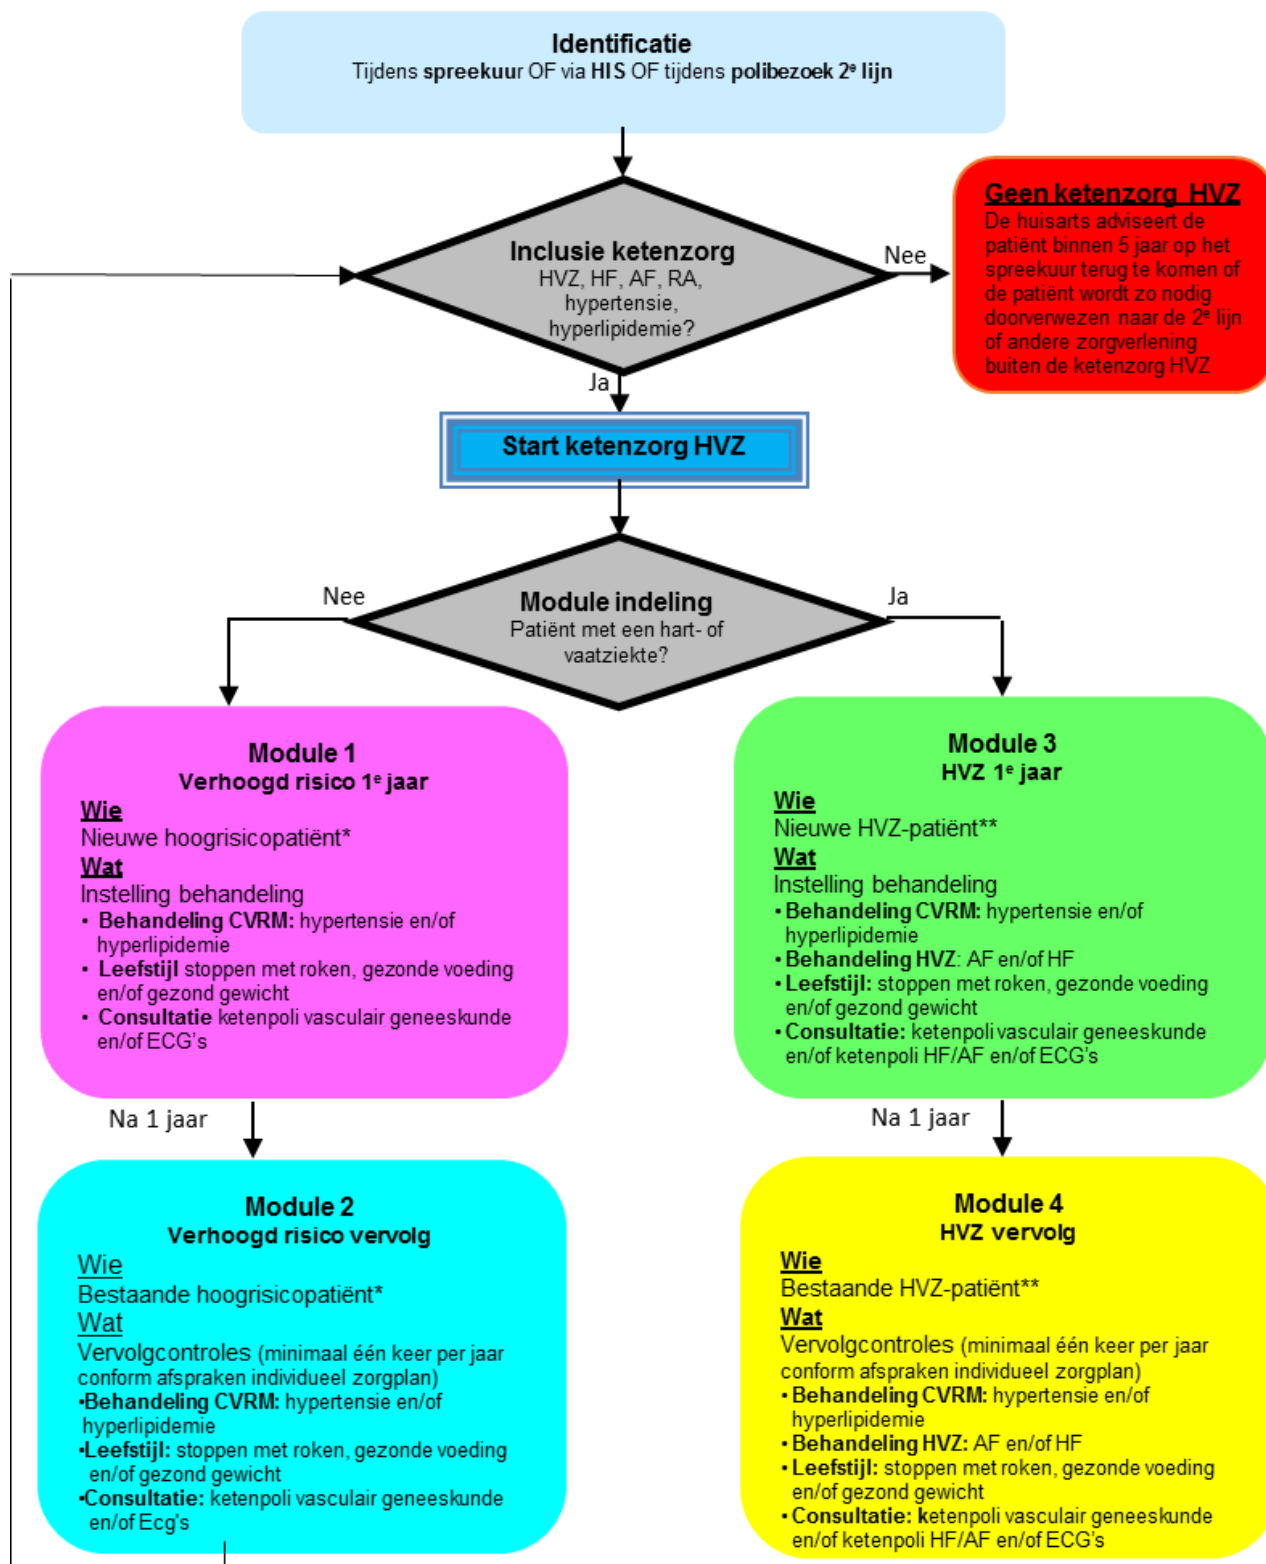 Identificatie
Tijdens spreekuur OF via HIS OF tijdens polibezoek 2e lijn
Inclusie ketenzorg
HVZ, HF, AF, RA,
hypertensie,
hyperlipidemie?
Nee
Geen ketenzorg HVZ
De huisarts adviseert de
patiënt binnen 5 jaar op het
spreekuur terug te komen of
de patiënt wordt zo nodig
doorverwezen naar de 2e lijn
of andere zorgverlening
buiten de ketenzorg HVZ
Ja
Start ketenzorg HVZ
Module indeling
Patiënt met een hart- of
vaatziekte?
Nee
Ja
Module 1
Verhoogd risico 1e jaar
Wie
Nieuwe hoogrisicopatiënt*
Wat
Instelling behandeling
• Behandeling CVRM: hypertensie en/of
hyperlipidemie
• Leefstijl stoppen met roken, gezonde voeding
en/of gezond gewicht
• Consultatie ketenpoli vasculair geneeskunde
en/of ECG's
Module 3
HVZ 1e jaar
Wie
Nieuwe HVZ-patiënt**
Wat
Instelling behandeling
• Behandeling CVRM: hypertensie en/of
hyperlipidemie
• Behandeling HVZ: AF en/of HF
• Leefstijl: stoppen met roken, gezonde voeding
en/of gezond gewicht
• Consultatie: ketenpoli vasculair geneeskunde
en/of ketenpoli HF/AF en/of ECG's
Na 1 jaar
Na 1 jaar
Module 2
Verhoogd risico vervolg
Wie
Bestaande hoogrisicopatiënt*
Wat
Vervolgcontroles (minimaal één keer per jaar
conform afspraken individueel zorgplan)
•Behandeling CVRM: hypertensie en/of
hyperlipidemie
•Leefstijl: stoppen met roken, gezonde voeding
en/of gezond gewicht
•Consultatie: ketenpoli vasculair geneeskunde
en/of Ecg's
Module 4
HVZ vervolg
Wie
Bestaande HVZ-patiënt**
Wat
Vervolgcontroles (minimaal één keer per jaar
conform afspraken individueel zorgplan)
• Behandeling CVRM: hypertensie en/of
hyperlipidemie
• Behandeling HVZ: AF en/of HF
• Leefstijl: stoppen met roken, gezonde voeding
en/of gezond gewicht
• Consultatie: ketenpoli vasculair geneeskunde
en/of ketenpoli HF/AF en/of ECG's